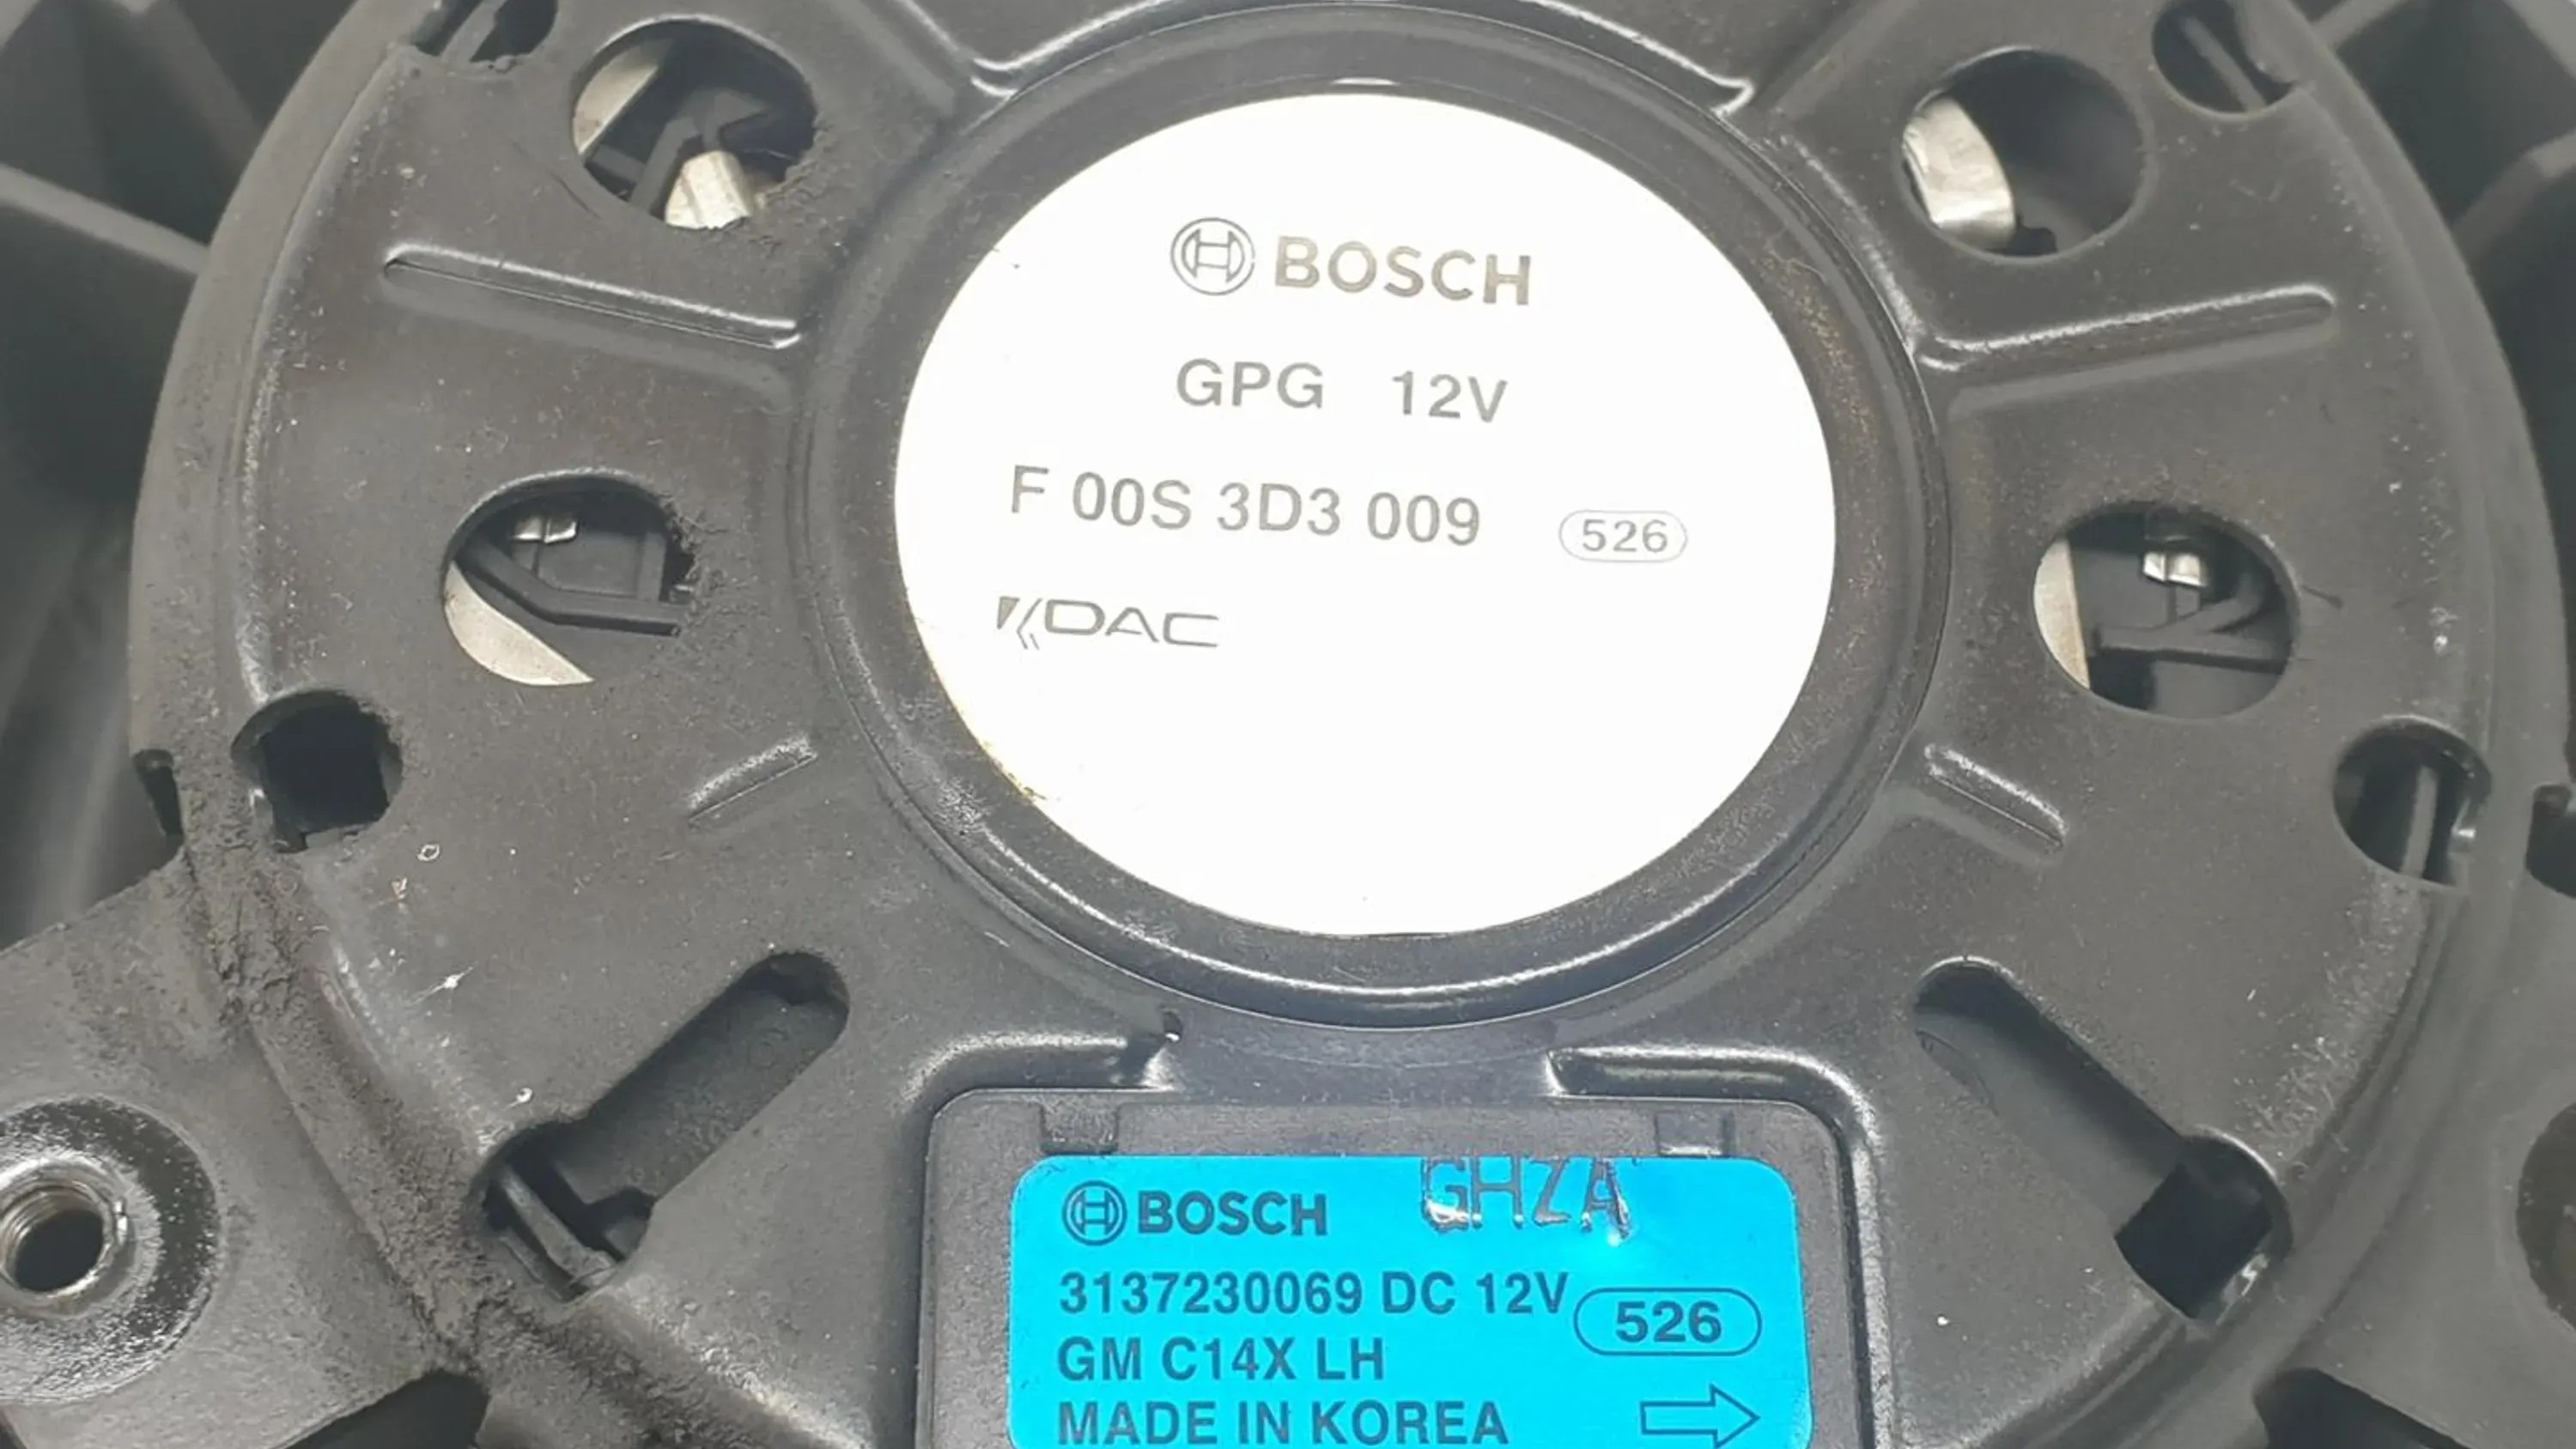 BOSCH
GPG 12V
F 00S 3D3 009 526
KDAC
BOSCH GHZA
3137230069 DC 12V 526
GM C14X LH
MADE IN KOREA